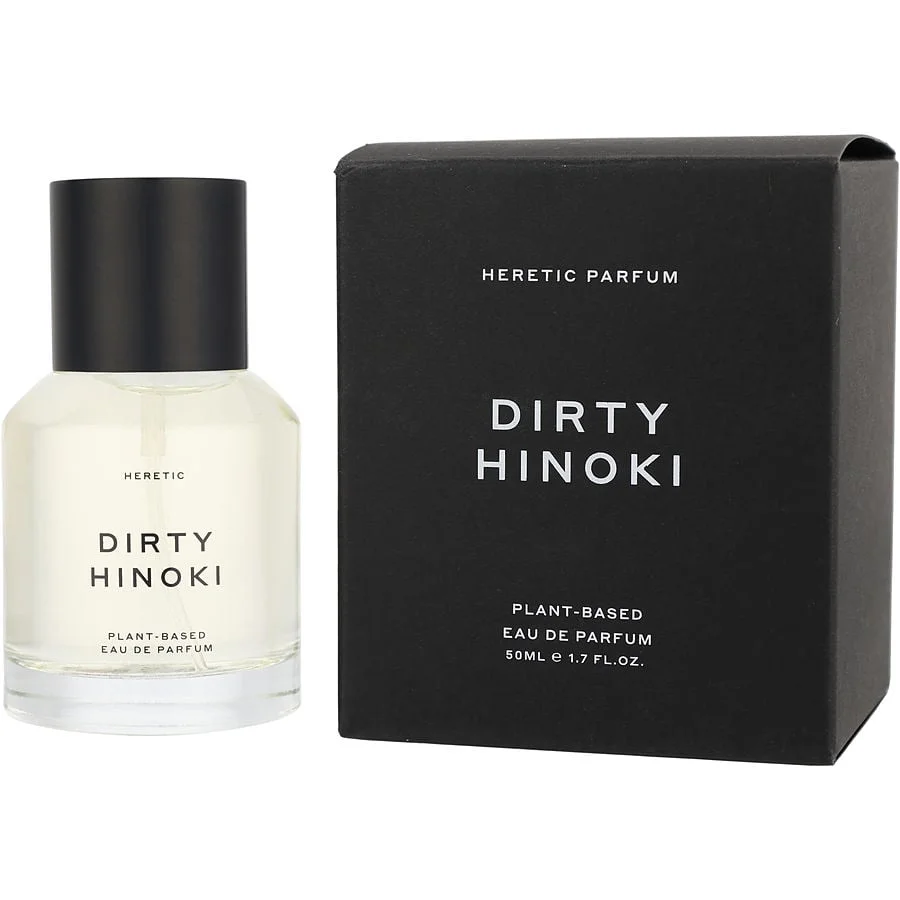 HERETIC
DIRTY
HINOKI
PLANT-BASED
EAU DE PARFUM
HERETIC PARFUM
DIRTY
HINOKI
PLANT-BASED
EAU DE PARFUM
50ML ℮ 1.7 FL.OZ.